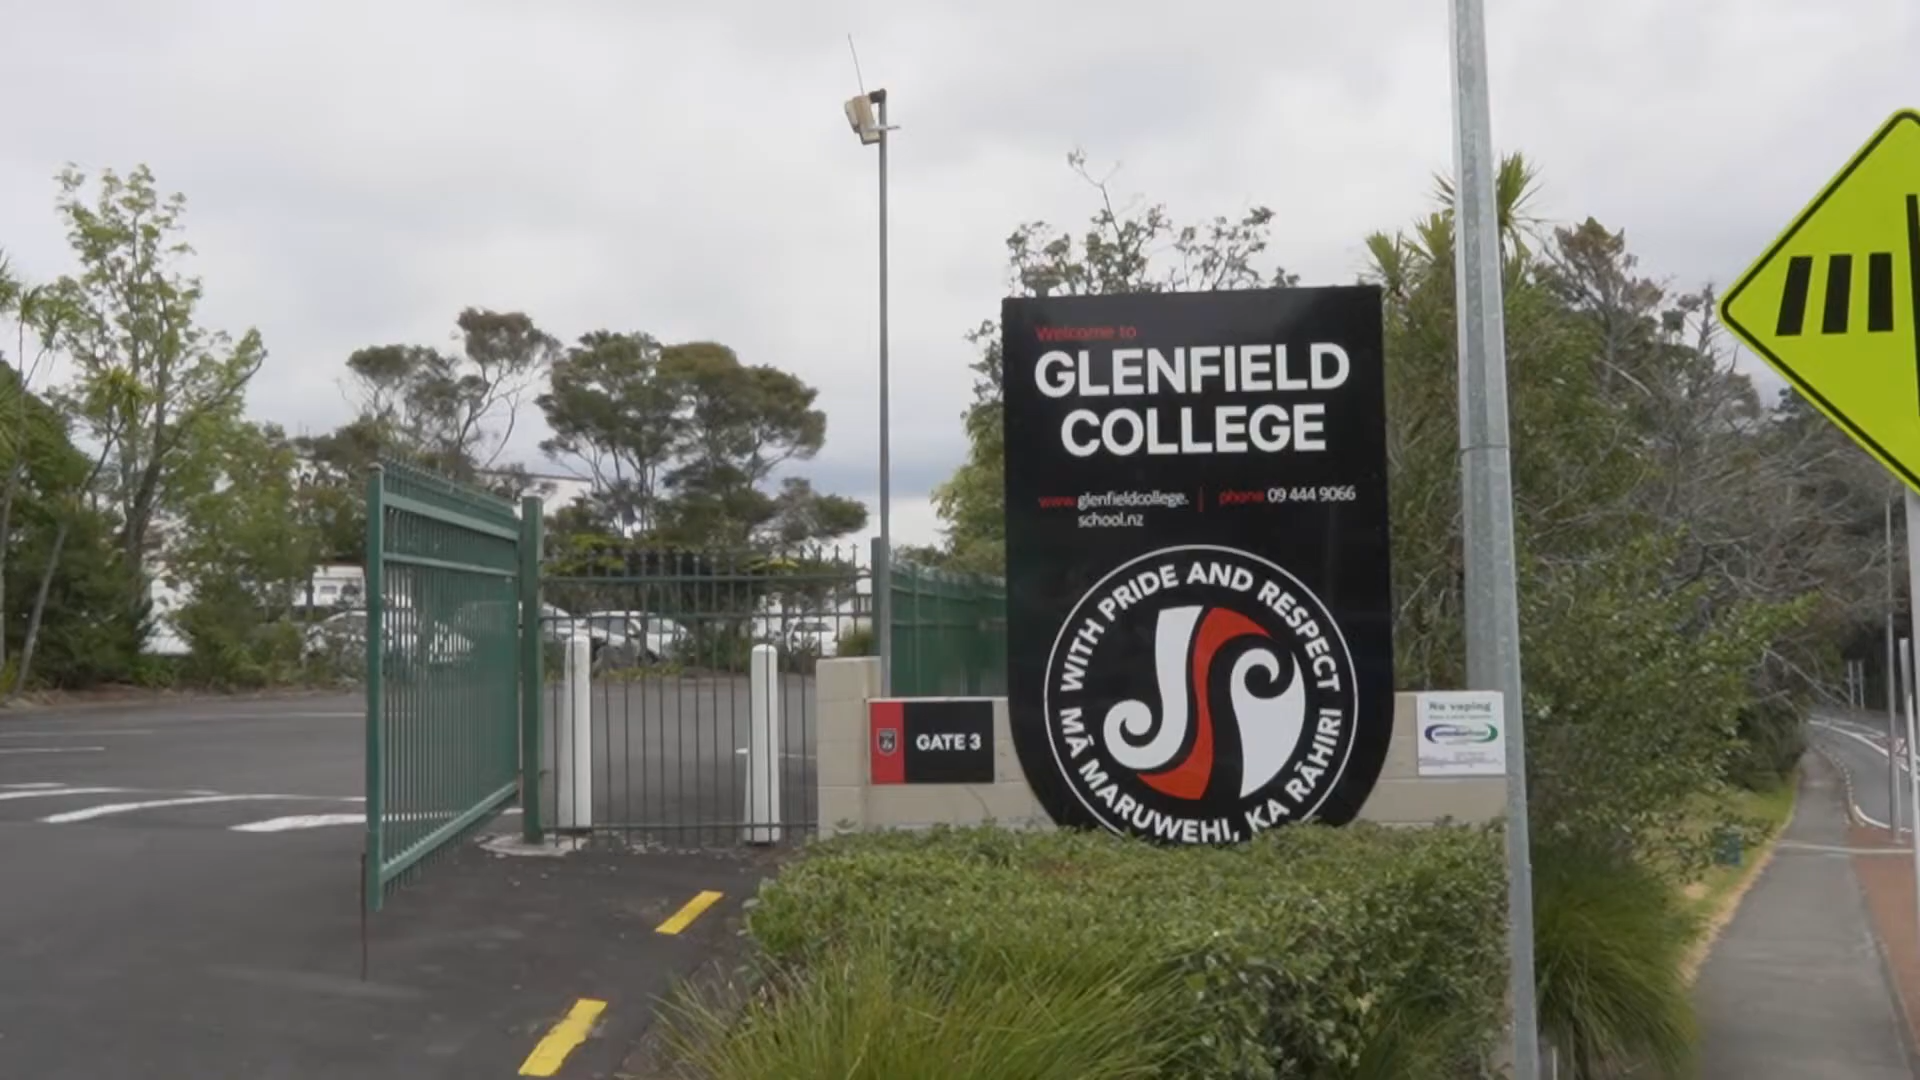 Welcome to
GLENFIELD
COLLEGE
www.glenfieldcollege.
school.nz
phone 09 444 9066
WITH PRIDE AND RESPECT
MĀ MARUWEHI, KA RĀHIRI
GATE 3
No vaping